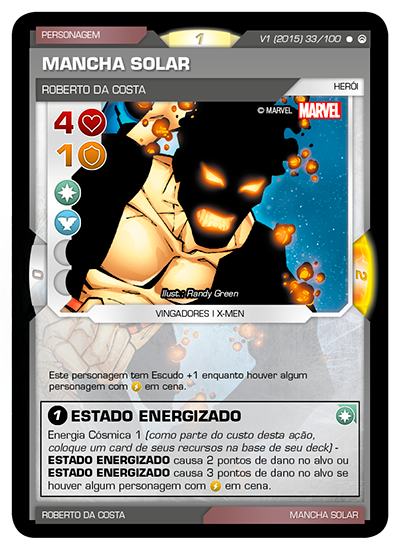 PERSONAGEM
1
V1 (2015) 33/100
MANCHA SOLAR
ROBERTO DA COSTA
HERÓI
© MARVEL MARVEL
4
1
0
2
Ilust.: Randy Green
VINGADORES | X-MEN
Este personagem tem Escudo +1 enquanto houver algum
personagem com em cena.
1 ESTADO ENERGIZADO
Energia Cósmica 1 (como parte do custo desta ação,
coloque um card de seus recursos na base de seu deck) -
ESTADO ENERGIZADO causa 2 pontos de dano no alvo ou
ESTADO ENERGIZADO causa 3 pontos de dano no alvo se
houver algum personagem com em cena.
ROBERTO DA COSTA
MANCHA SOLAR